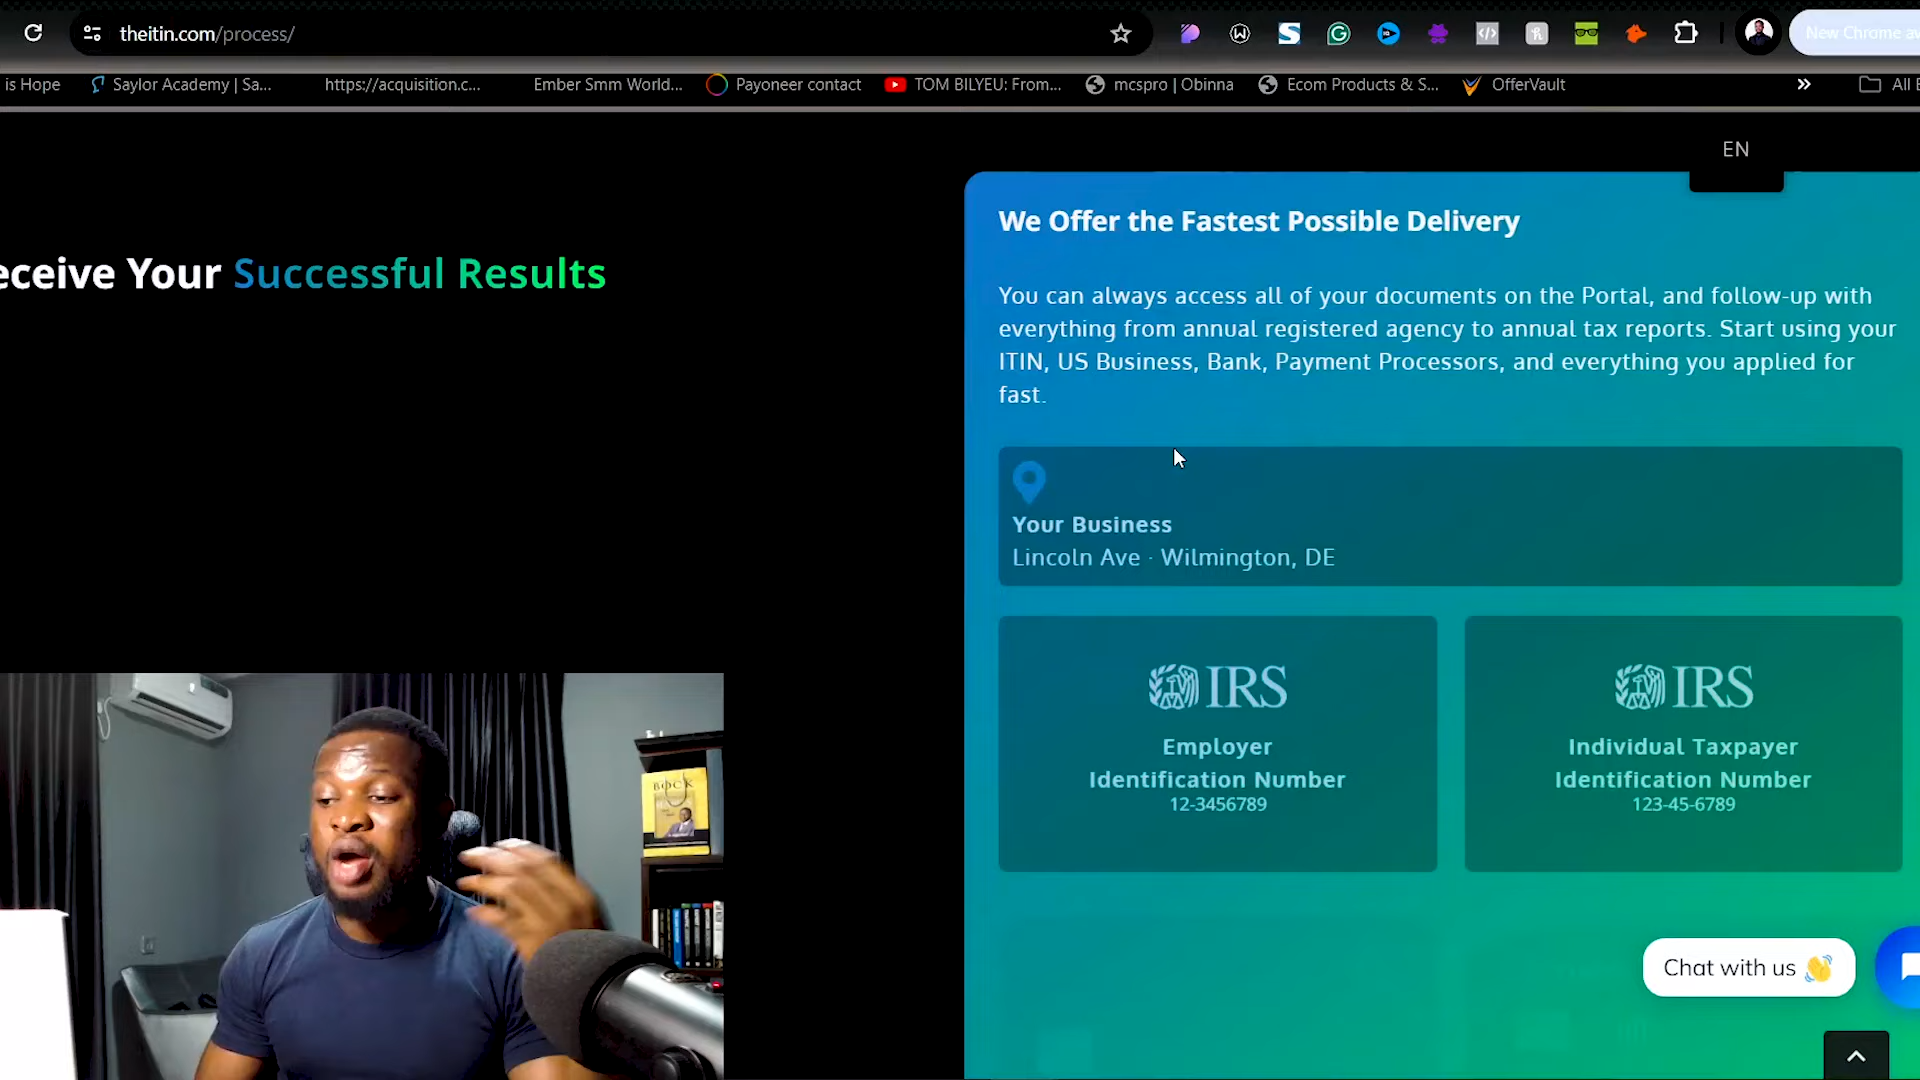 theitin.com/process/
New Chrome av
is Hope
Saylor Academy | Sa...
https://acquisition.c...
Ember Smm World...
Payoneer contact
TOM BILYEU: From...
mcspro | Obinna
Ecom Products & S...
OfferVault
All
EN
eceive Your Successful Results
We Offer the Fastest Possible Delivery
You can always access all of your documents on the Portal, and follow-up with
everything from annual registered agency to annual tax reports. Start using your
ITIN, US Business, Bank, Payment Processors, and everything you applied for
fast.
Your Business
Lincoln Ave · Wilmington, DE
IRS
Employer
Identification Number
12-3456789
IRS
Individual Taxpayer
Identification Number
123-45-6789
Chat with us 👋